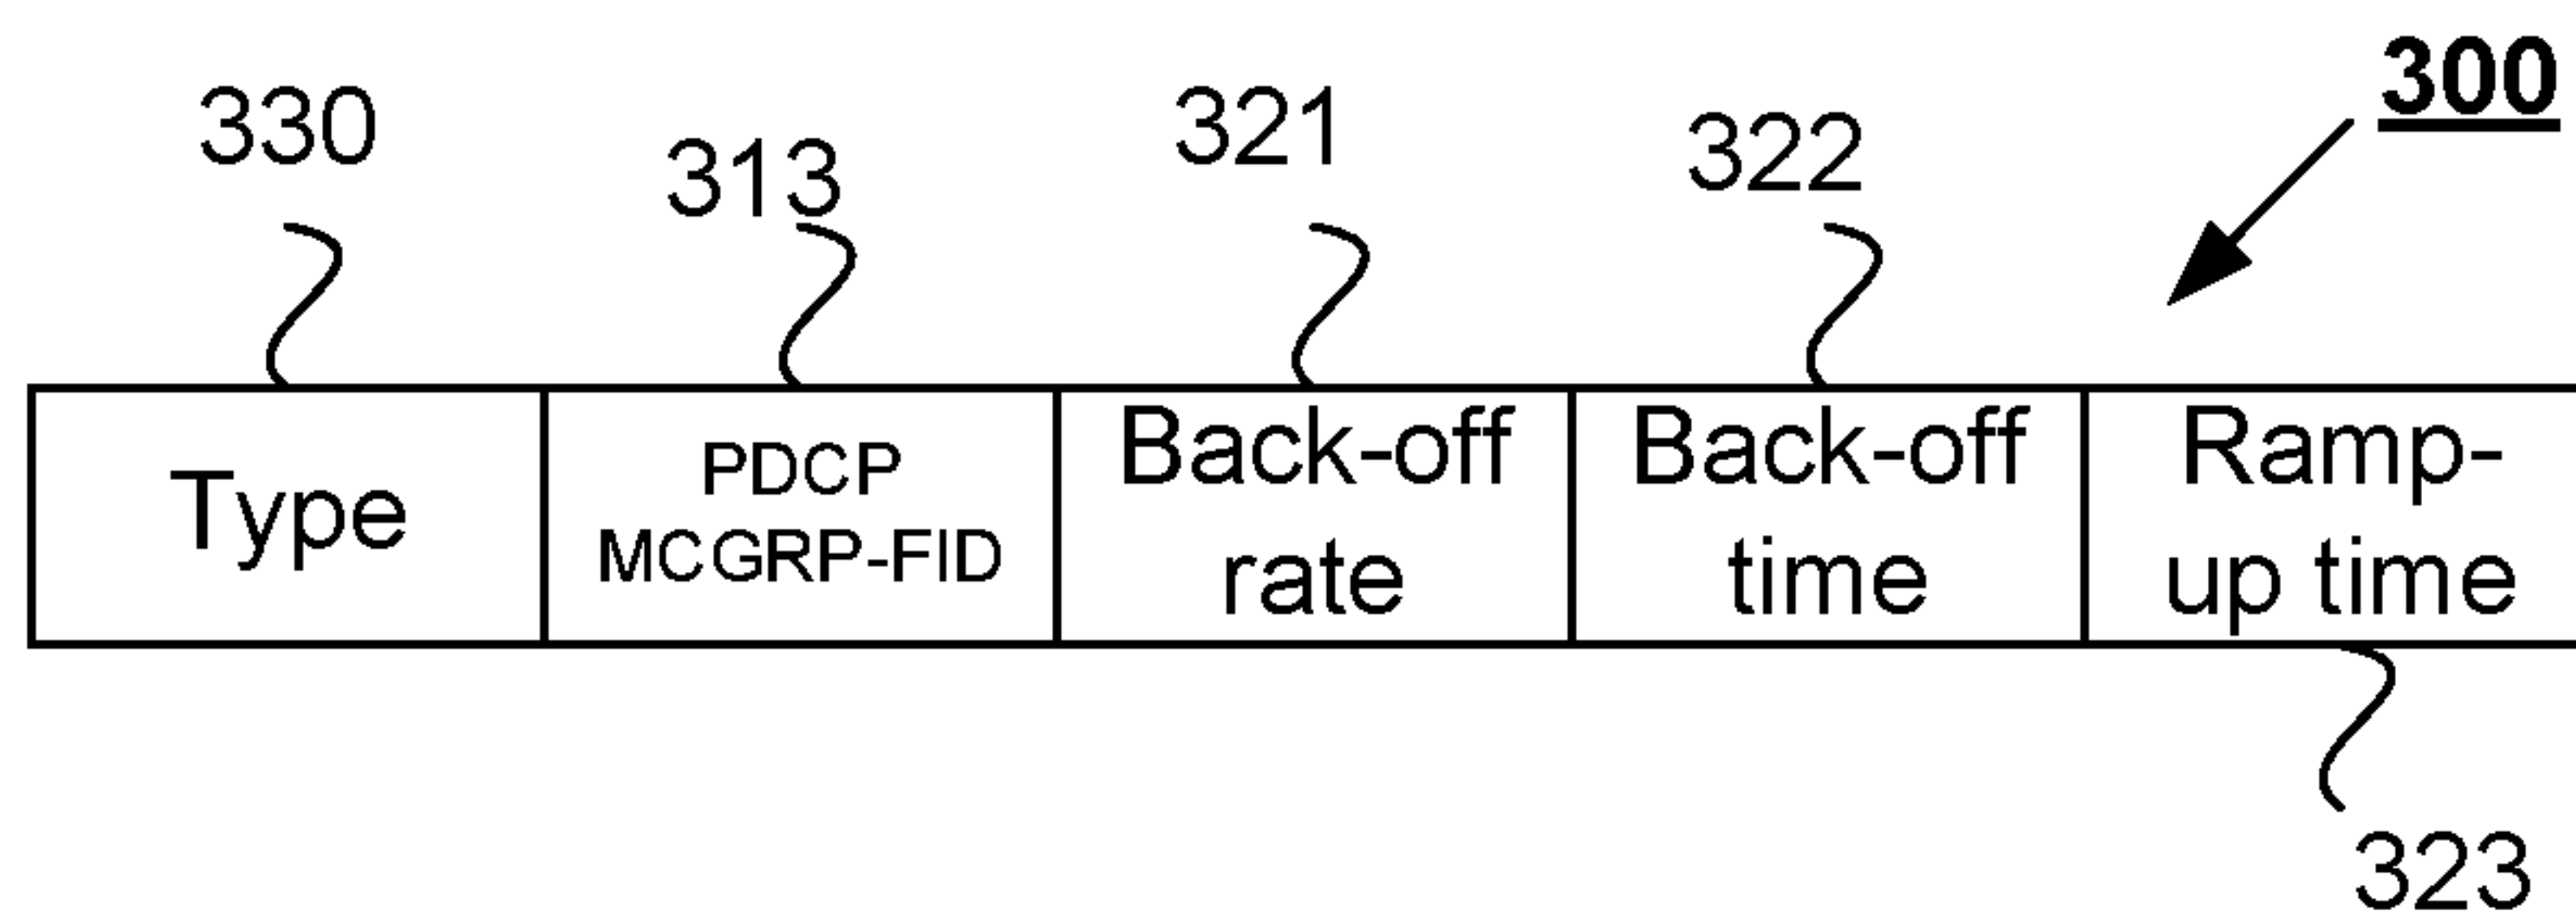 300
330
313
321
322
Type
PDCP
MCGRP-FID
Back-off
rate
Back-off
time
Ramp-
up time
323